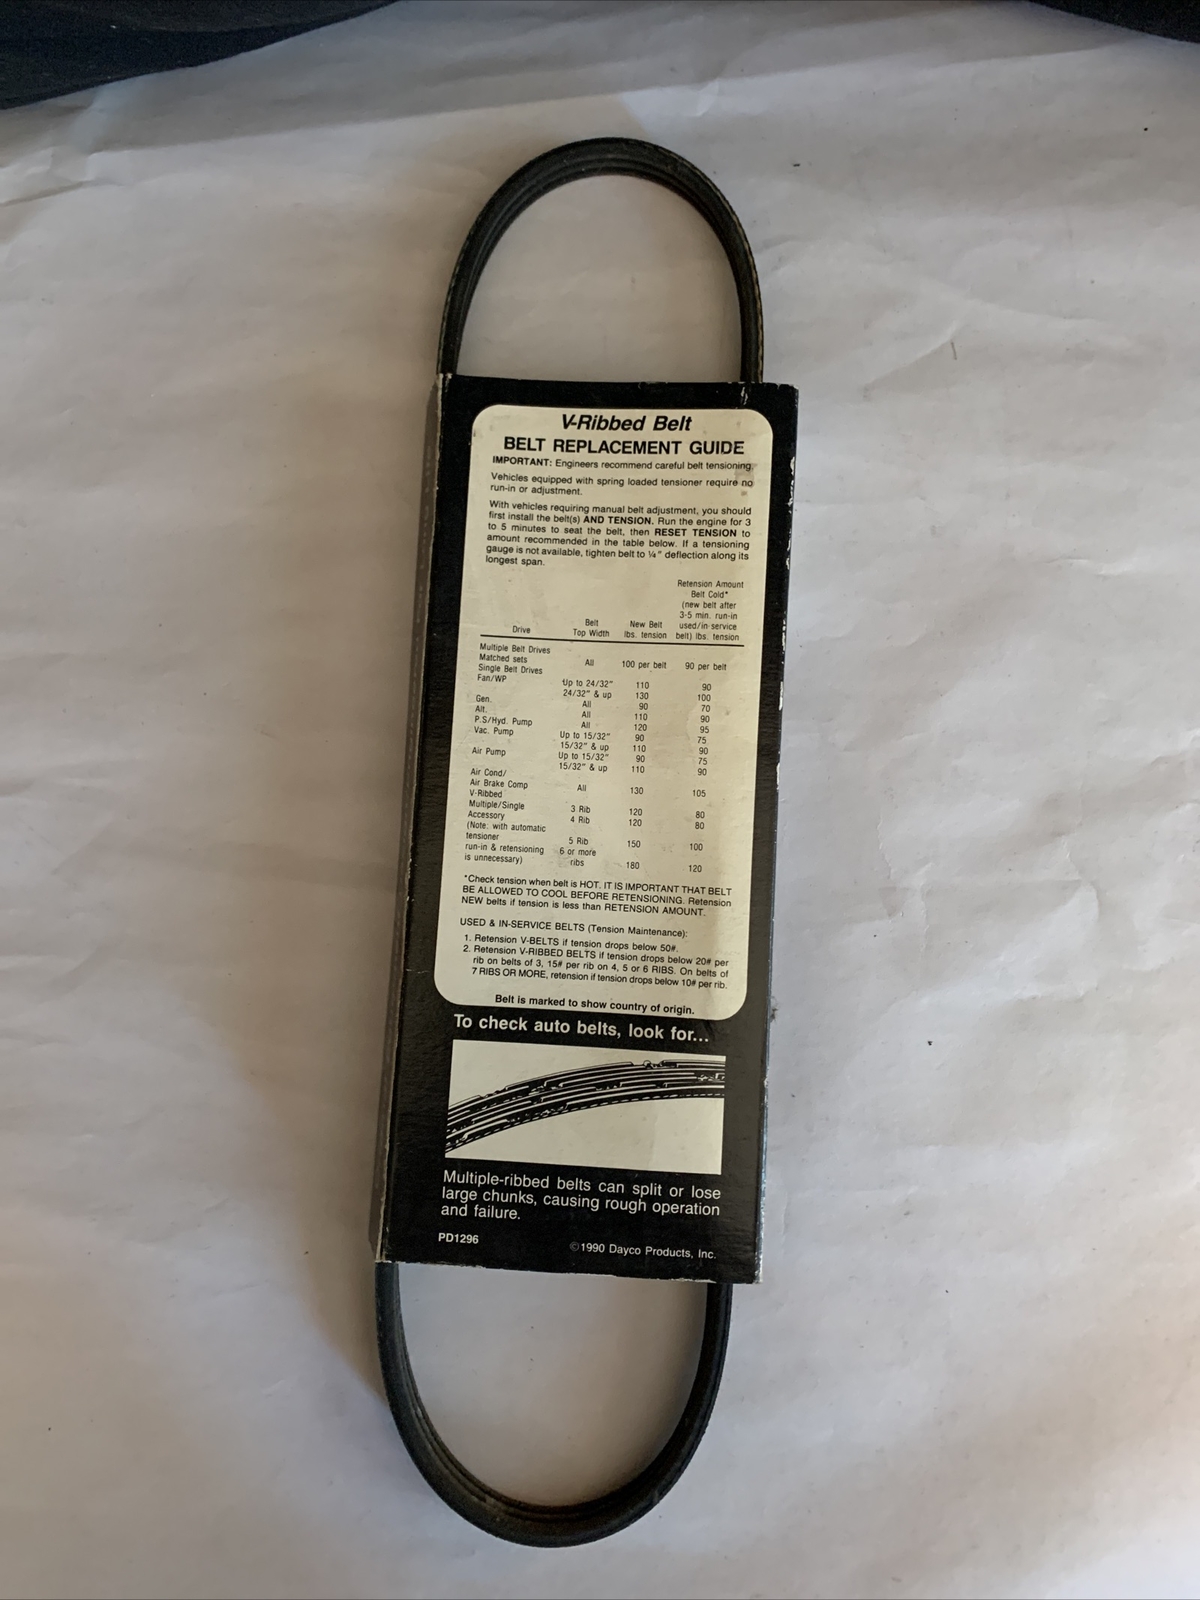 V-Ribbed Belt
BELT REPLACEMENT GUIDE
IMPORTANT: Engineers recommend careful belt tensioning.
Vehicles equipped with spring loaded tensioner require no
run-in or adjustment.
With vehicles requiring manual belt adjustment, you should
first install the belt(s) AND TENSION. Run the engine for 3
to 5 minutes to seat the belt, then RESET TENSION to
amount recommended in the table below. If a tensioning
gauge is not available, tighten belt to ¼" deflection along its
longest span.
Retension Amount
Belt Cold*
(new belt after
3-5 min. run-in
used/in-service
belt) lbs. tension
Drive Belt Top Width New Belt lbs. tension
Multiple Belt Drives
Matched sets All 100 per belt 90 per belt
Single Belt Drives
Fan/WP Up to 24/32" 110 90
24/32" & up 130 100
Gen. All 90 70
Alt. All 110 90
P.S/Hyd. Pump All 120 95
Vac. Pump Up to 15/32" 90 75
15/32" & up 110 90
Air Pump Up to 15/32" 90 75
15/32" & up 110 90
Air Cond/
Air Brake Comp All 130 105
V-Ribbed
Multiple/Single 3 Rib 120 80
Accessory 4 Rib 120 80
(Note: with automatic
tensioner 5 Rib 150 100
run-in & retensioning 6 or more
is unnecessary) ribs 180 120
*Check tension when belt is HOT. IT IS IMPORTANT THAT BELT
BE ALLOWED TO COOL BEFORE RETENSIONING. Retension
NEW belts if tension is less than RETENSION AMOUNT.
USED & IN-SERVICE BELTS (Tension Maintenance):
1. Retension V-BELTS if tension drops below 50#.
2. Retension V-RIBBED BELTS if tension drops below 20# per
rib on belts of 3, 15# per rib on 4, 5 or 6 RIBS. On belts of
7 RIBS OR MORE, retension if tension drops below 10# per rib.
Belt is marked to show country of origin.
To check auto belts, look for...
Multiple-ribbed belts can split or lose
large chunks, causing rough operation
and failure.
PD1296 ©1990 Dayco Products, Inc.